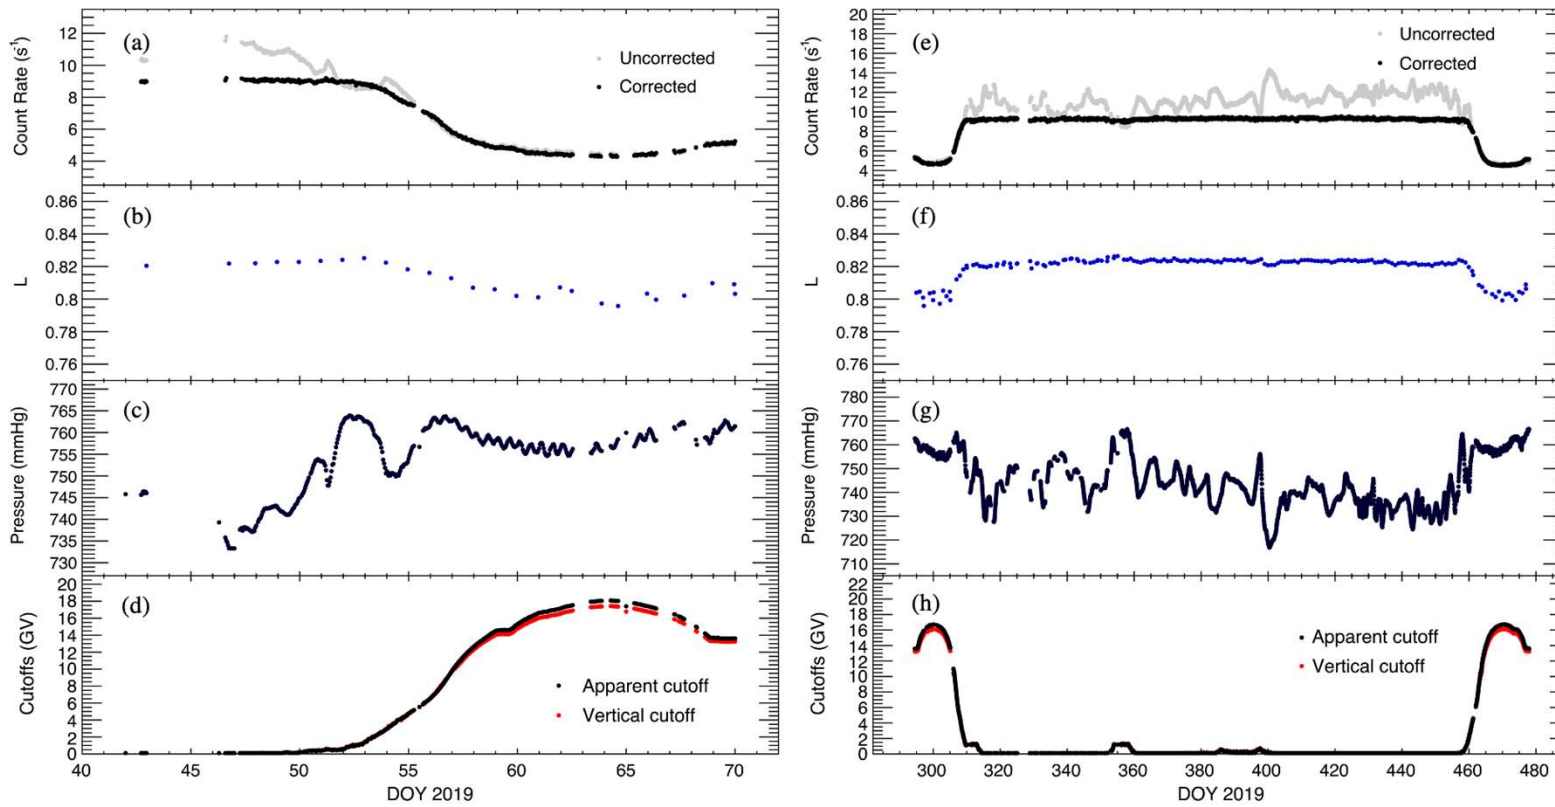 (a)
Uncorrected
Corrected
Count Rate (s⁻¹)
12
10
8
6
4
(b)
L
0.86
0.84
0.82
0.8
0.78
0.76
(c)
Pressure (mmHg)
770
765
760
755
750
745
740
735
730
(d)
Apparent cutoff
Vertical cutoff
Cutoffs (GV)
20
18
16
14
12
10
8
6
4
2
0
40 45 50 55 60 65 70
DOY 2019
(e)
Uncorrected
Corrected
Count Rate (s⁻¹)
20
18
16
14
12
10
8
6
4
(f)
L
0.86
0.84
0.82
0.8
0.78
0.76
(g)
Pressure (mmHg)
780
770
760
750
740
730
720
710
(h)
Apparent cutoff
Vertical cutoff
Cutoffs (GV)
22
20
18
16
14
12
10
8
6
4
2
0
300 320 340 360 380 400 420 440 460 480
DOY 2019